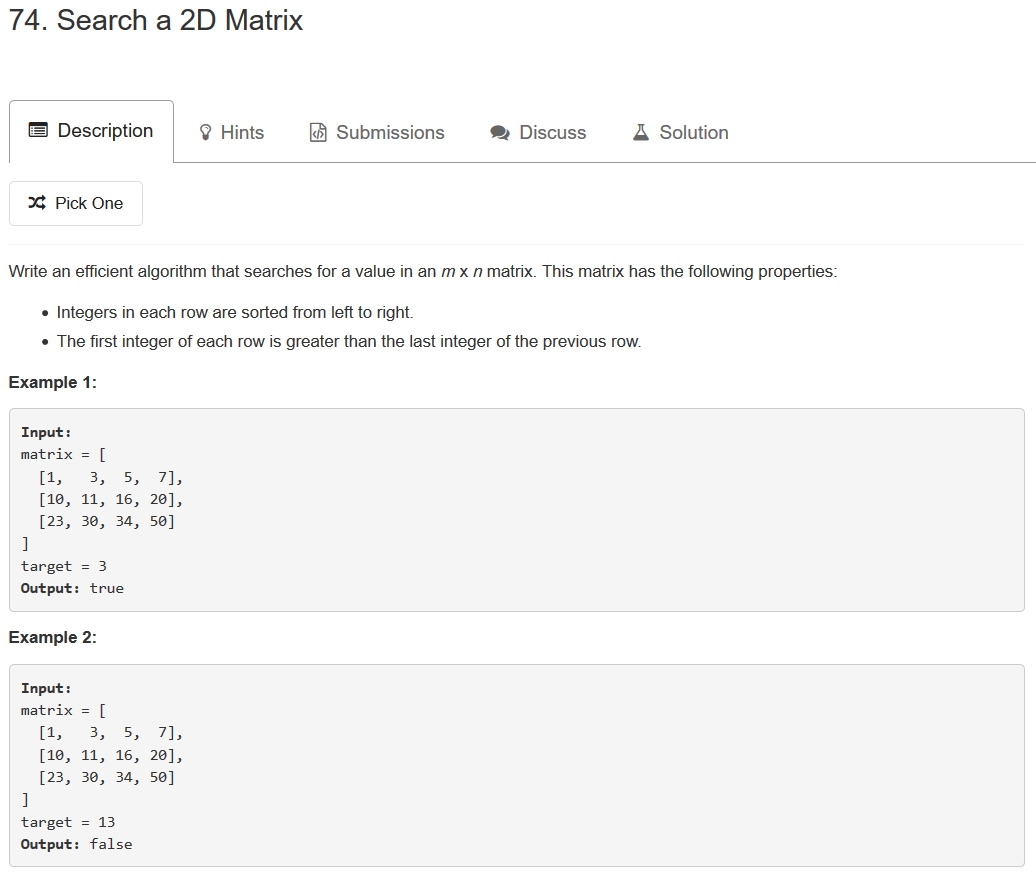 74. Search a 2D Matrix
Description Hints Submissions Discuss Solution
Pick One
Write an efficient algorithm that searches for a value in an m x n matrix. This matrix has the following properties:
• Integers in each row are sorted from left to right.
• The first integer of each row is greater than the last integer of the previous row.
Example 1:
Input:
matrix = [
  [1,   3,  5,  7],
  [10, 11, 16, 20],
  [23, 30, 34, 50]
]
target = 3
Output: true
Example 2:
Input:
matrix = [
  [1,   3,  5,  7],
  [10, 11, 16, 20],
  [23, 30, 34, 50]
]
target = 13
Output: false